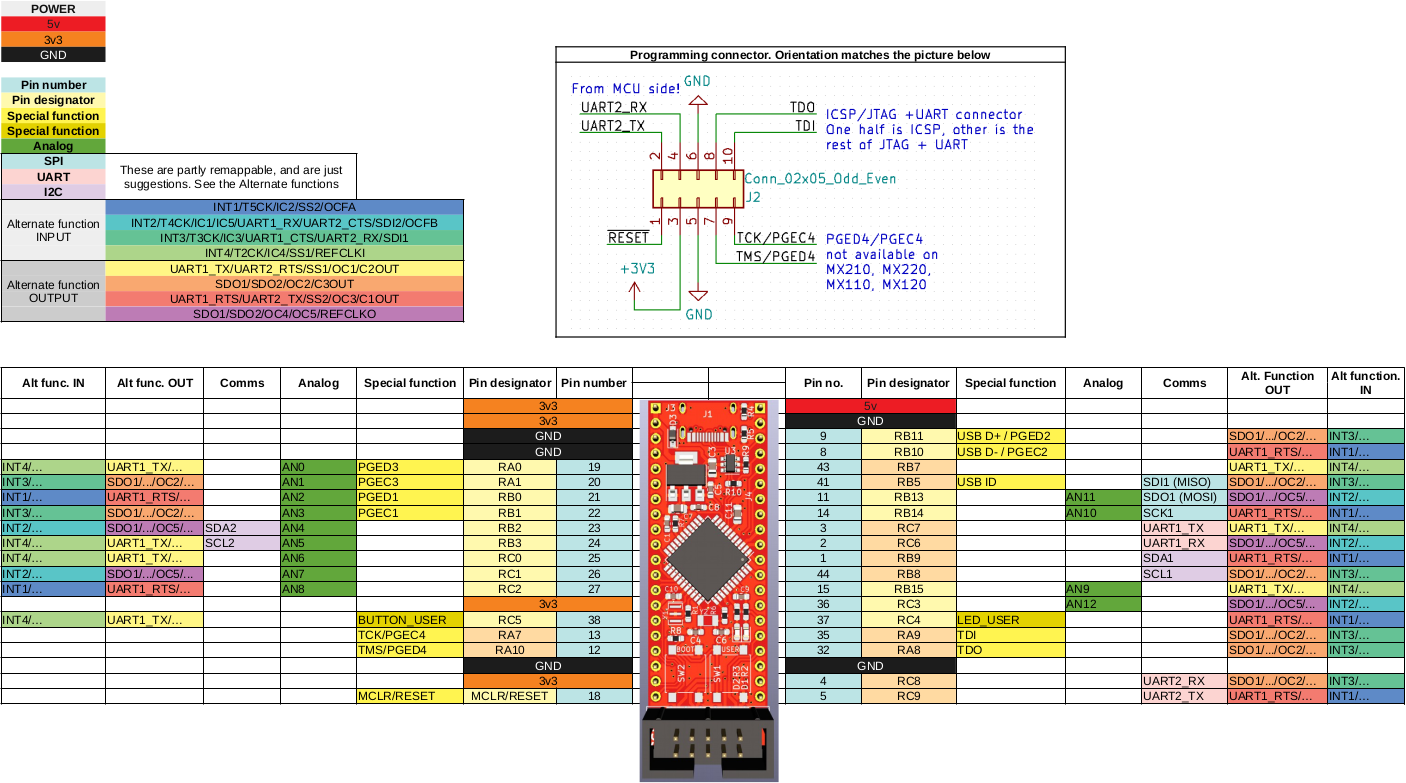 POWER
5v
3v3
GND
Pin number
Pin designator
Special function
Special function
Analog
SPI
UART
I2C
These are partly remappable, and are just
suggestions. See the Alternate functions
Alternate function
INPUT
INT1/T5CK/IC2/SS2/OCFA
INT2/T4CK/IC1/IC5/UART1_RX/UART2_CTS/SDI2/OCFB
INT3/T3CK/IC3/UART1_CTS/UART2_RX/SDI1
INT4/T2CK/IC4/SS1/REFCLKI
Alternate function
OUTPUT
UART1_TX/UART2_RTS/SS1/OC1/C2OUT
SDO1/SDO2/OC2/C3OUT
UART1_RTS/UART2_TX/SS2/OC3/C1OUT
SDO1/SDO2/OC4/OC5/REFCLKO
Programming connector. Orientation matches the picture below
From MCU side!
GND
UART2_RX
UART2_TX
TDO
TDI
ICSP/JTAG +UART connector
One half is ICSP, other is the
rest of JTAG + UART
2 4 6 8 10
Conn_02x05_Odd_Even
J2
1 3 5 7 9
RESET
TCK/PGEC4
TMS/PGED4
PGED4/PGEC4
not available on
MX210, MX220,
MX110, MX120
+3V3
GND
Alt func. IN Alt func. OUT Comms Analog Special function Pin designator Pin number Pin no. Pin designator Special function Analog Comms Alt. Function OUT Alt function. IN
3v3 5v
3v3 GND
GND 9 RB11 USB D+ / PGED2 SDO1/.../OC2/... INT3/...
GND 8 RB10 USB D- / PGEC2 UART1_RTS/... INT1/...
INT4/... UART1_TX/... AN0 PGED3 RA0 19 43 RB7 UART1_TX/... INT4/...
INT3/... SDO1/.../OC2/... AN1 PGEC3 RA1 20 41 RB5 USB ID SDI1 (MISO) SDO1/.../OC2/... INT3/...
INT1/... UART1_RTS/... AN2 PGED1 RB0 21 11 RB13 AN11 SDO1 (MOSI) SDO1/.../OC5/... INT2/...
INT3/... SDO1/.../OC2/... AN3 PGEC1 RB1 22 14 RB14 AN10 SCK1 UART1_RTS/... INT1/...
INT2/... SDO1/.../OC5/... SDA2 AN4 RB2 23 3 RC7 UART1_TX UART1_TX/... INT4/...
INT4/... UART1_TX/... SCL2 AN5 RB3 24 2 RC6 UART1_RX SDO1/.../OC5/... INT2/...
INT4/... UART1_TX/... AN6 RC0 25 1 RB9 SDA1 UART1_RTS/... INT1/...
INT2/... SDO1/.../OC5/... AN7 RC1 26 44 RB8 SCL1 SDO1/.../OC2/... INT3/...
INT1/... UART1_RTS/... AN8 RC2 27 15 RB15 AN9 UART1_TX/... INT4/...
3v3 36 RC3 AN12 SDO1/.../OC5/... INT2/...
INT4/... UART1_TX/... BUTTON_USER RC5 38 37 RC4 LED_USER UART1_RTS/... INT1/...
TCK/PGEC4 RA7 13 35 RA9 TDI SDO1/.../OC2/... INT3/...
TMS/PGED4 RA10 12 32 RA8 TDO SDO1/.../OC2/... INT3/...
GND GND
3v3 4 RC8 UART2_RX SDO1/.../OC2/... INT3/...
MCLR/RESET MCLR/RESET 18 5 RC9 UART2_TX UART1_RTS/... INT1/...
J3 J1 R4
D3
R5
C3 U3 R9
C5 R10 J4
C8
R8 C4 C6
BOOT USER
SW2 SW1 D2 R3
D1 R2